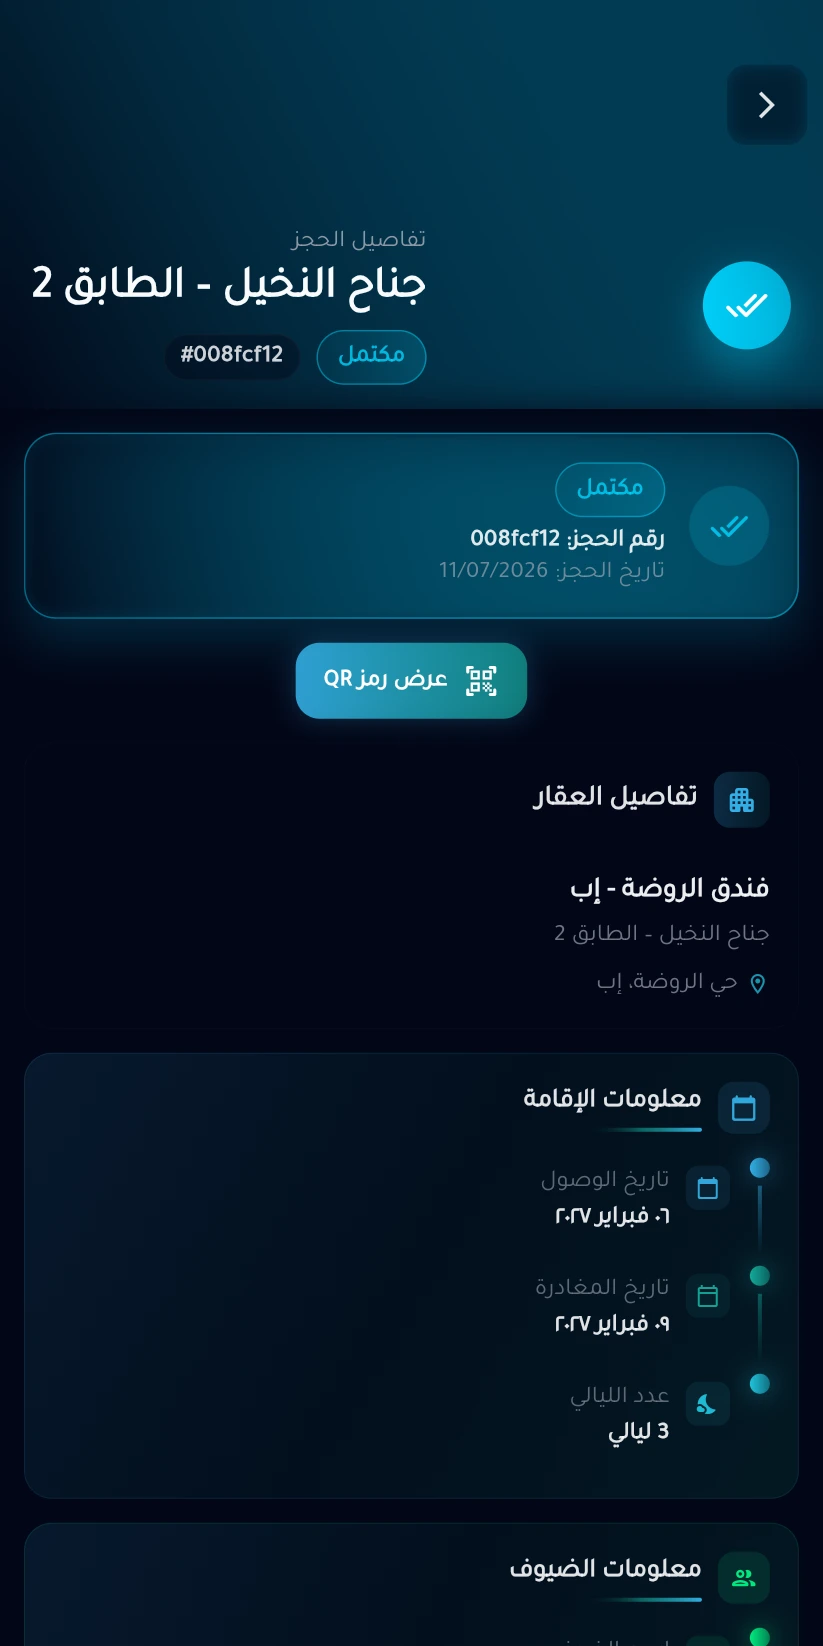 تفاصيل الحجز
جناح النخيل - الطابق 2
مكتمل
#008fcf12
مكتمل
رقم الحجز: 008fcf12
تاريخ الحجز: 11/07/2026
عرض رمز QR
تفاصيل العقار
فندق الروضة - إب
جناح النخيل - الطابق 2
حي الروضة، إب
معلومات الإقامة
تاريخ الوصول
٠٦ فبراير ٢٠٢٧
تاريخ المغادرة
٠٩ فبراير ٢٠٢٧
عدد الليالي
3 ليالي
معلومات الضيوف